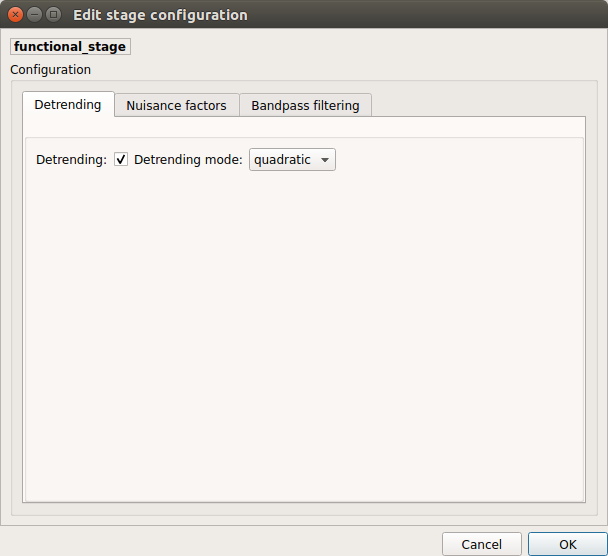 Edit stage configuration
functional_stage
Configuration
Detrending Nuisance factors Bandpass filtering
Detrending: Detrending mode: quadratic
Cancel OK